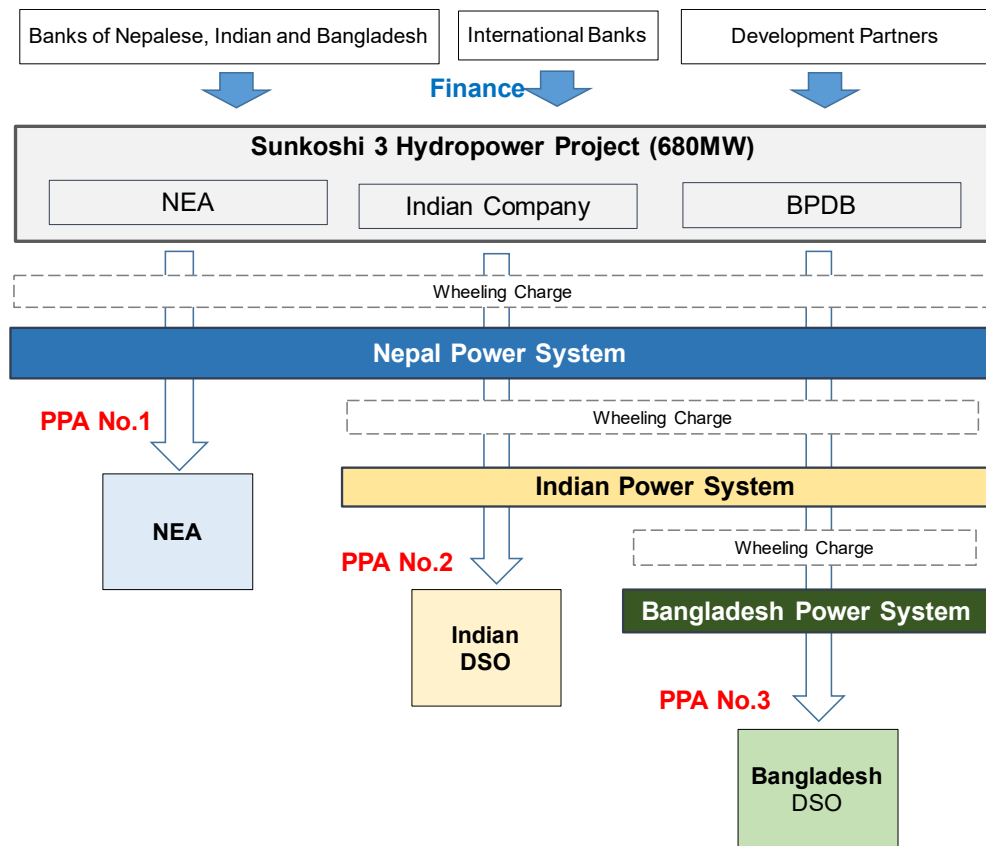 Banks of Nepalese, Indian and Bangladesh
International Banks
Development Partners
Finance
Sunkoshi 3 Hydropower Project (680MW)
NEA
Indian Company
BPDB
Wheeling Charge
Nepal Power System
PPA No.1
Wheeling Charge
Indian Power System
NEA
Wheeling Charge
PPA No.2
Bangladesh Power System
Indian
DSO
PPA No.3
Bangladesh
DSO